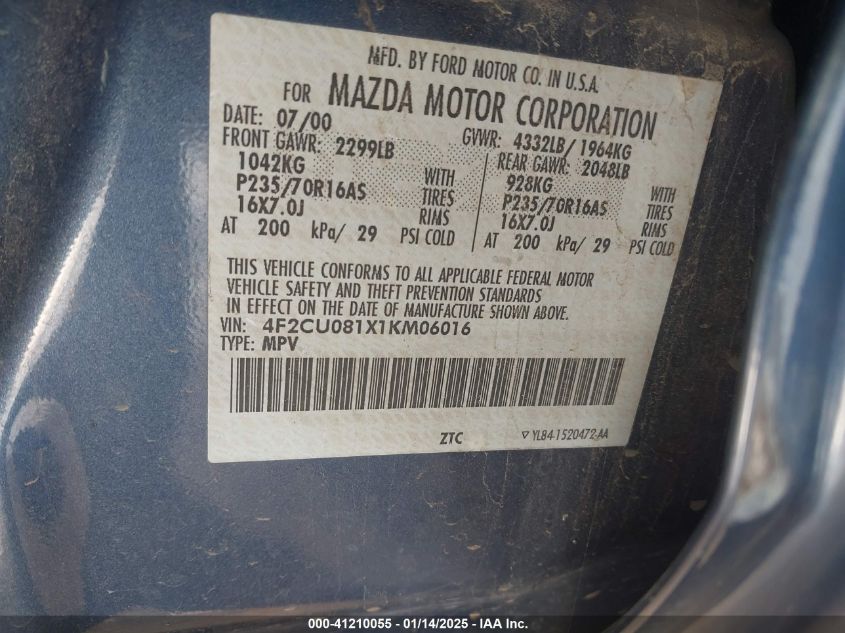 MFD. BY FORD MOTOR CO. IN U.S.A.
FOR MAZDA MOTOR CORPORATION
DATE: 07/00 GVWR: 4332LB/ 1964KG
FRONT GAWR: 2299LB REAR GAWR: 2048LB
1042KG WITH 928KG WITH
P235/70R16AS TIRES P235/70R16AS TIRES
16X7.0J RIMS 16X7.0J RIMS
AT 200 kPa/ 29 PSI COLD AT 200 kPa/ 29 PSI COLD
THIS VEHICLE CONFORMS TO ALL APPLICABLE FEDERAL MOTOR
VEHICLE SAFETY AND THEFT PREVENTION STANDARDS
IN EFFECT ON THE DATE OF MANUFACTURE SHOWN ABOVE.
VIN: 4F2CU081X1KM06016
TYPE: MPV
ZTC ▽ YL84-1520472-AA
000-41210055 - 01/14/2025 - IAA Inc.